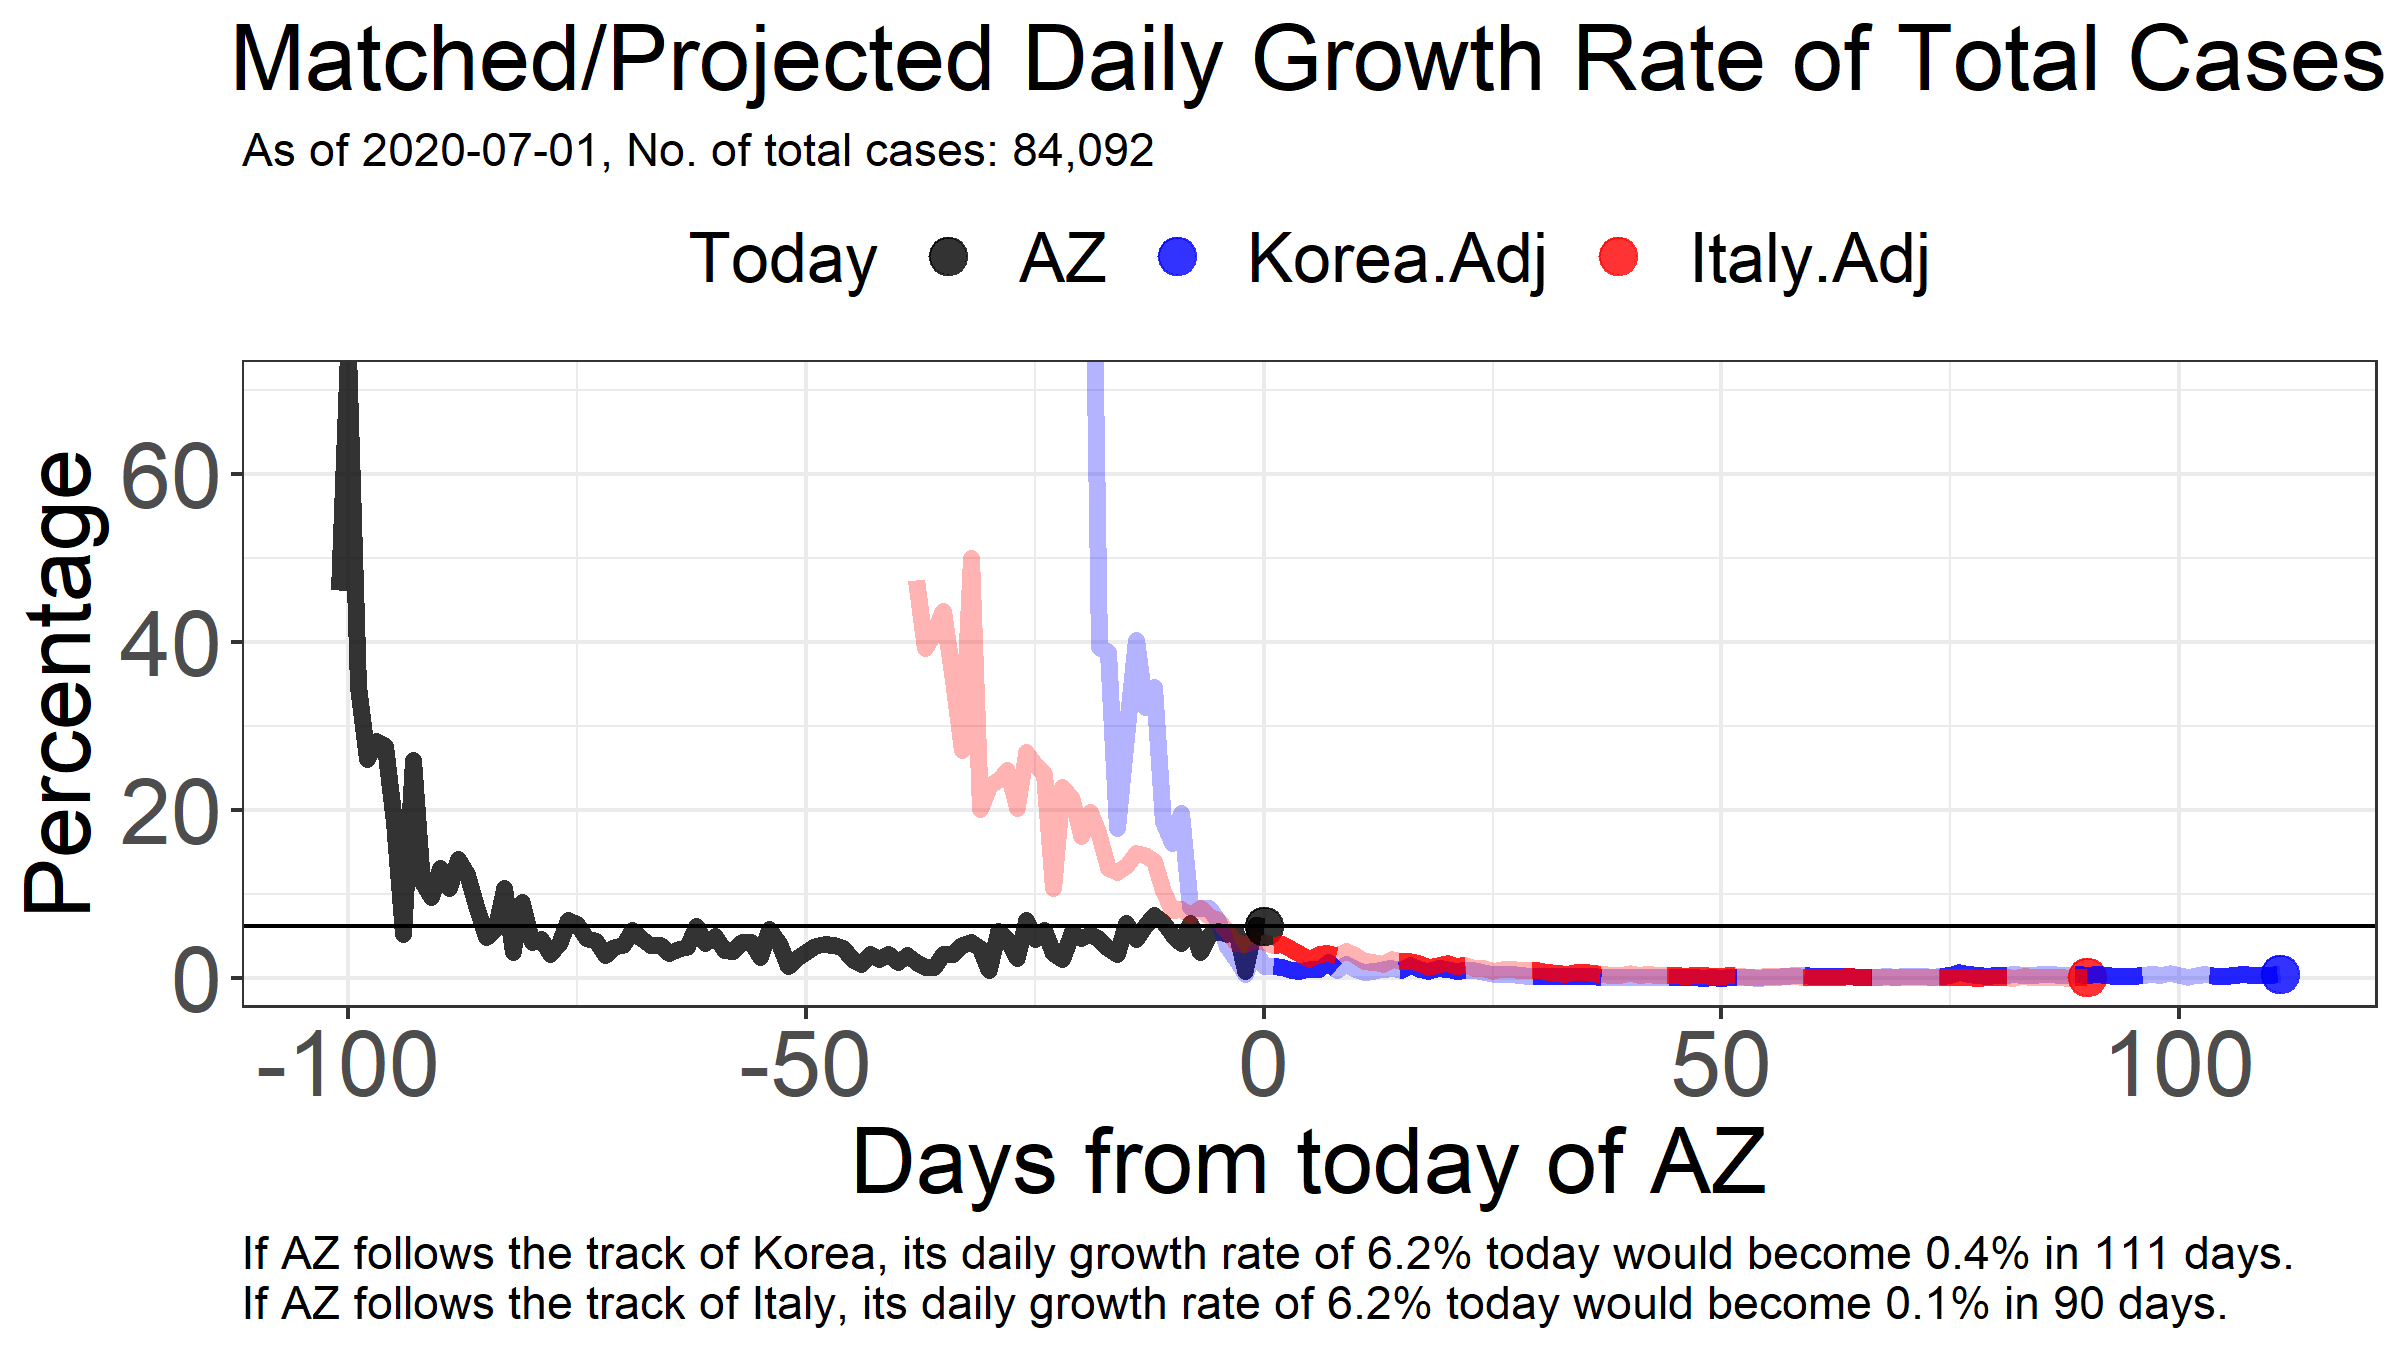 Matched/Projected Daily Growth Rate of Total Cases
As of 2020-07-01, No. of total cases: 84,092
Today AZ Korea.Adj Italy.Adj
Percentage
60
40
20
0
-100 -50 0 50 100
Days from today of AZ
If AZ follows the track of Korea, its daily growth rate of 6.2% today would become 0.4% in 111 days.
If AZ follows the track of Italy, its daily growth rate of 6.2% today would become 0.1% in 90 days.